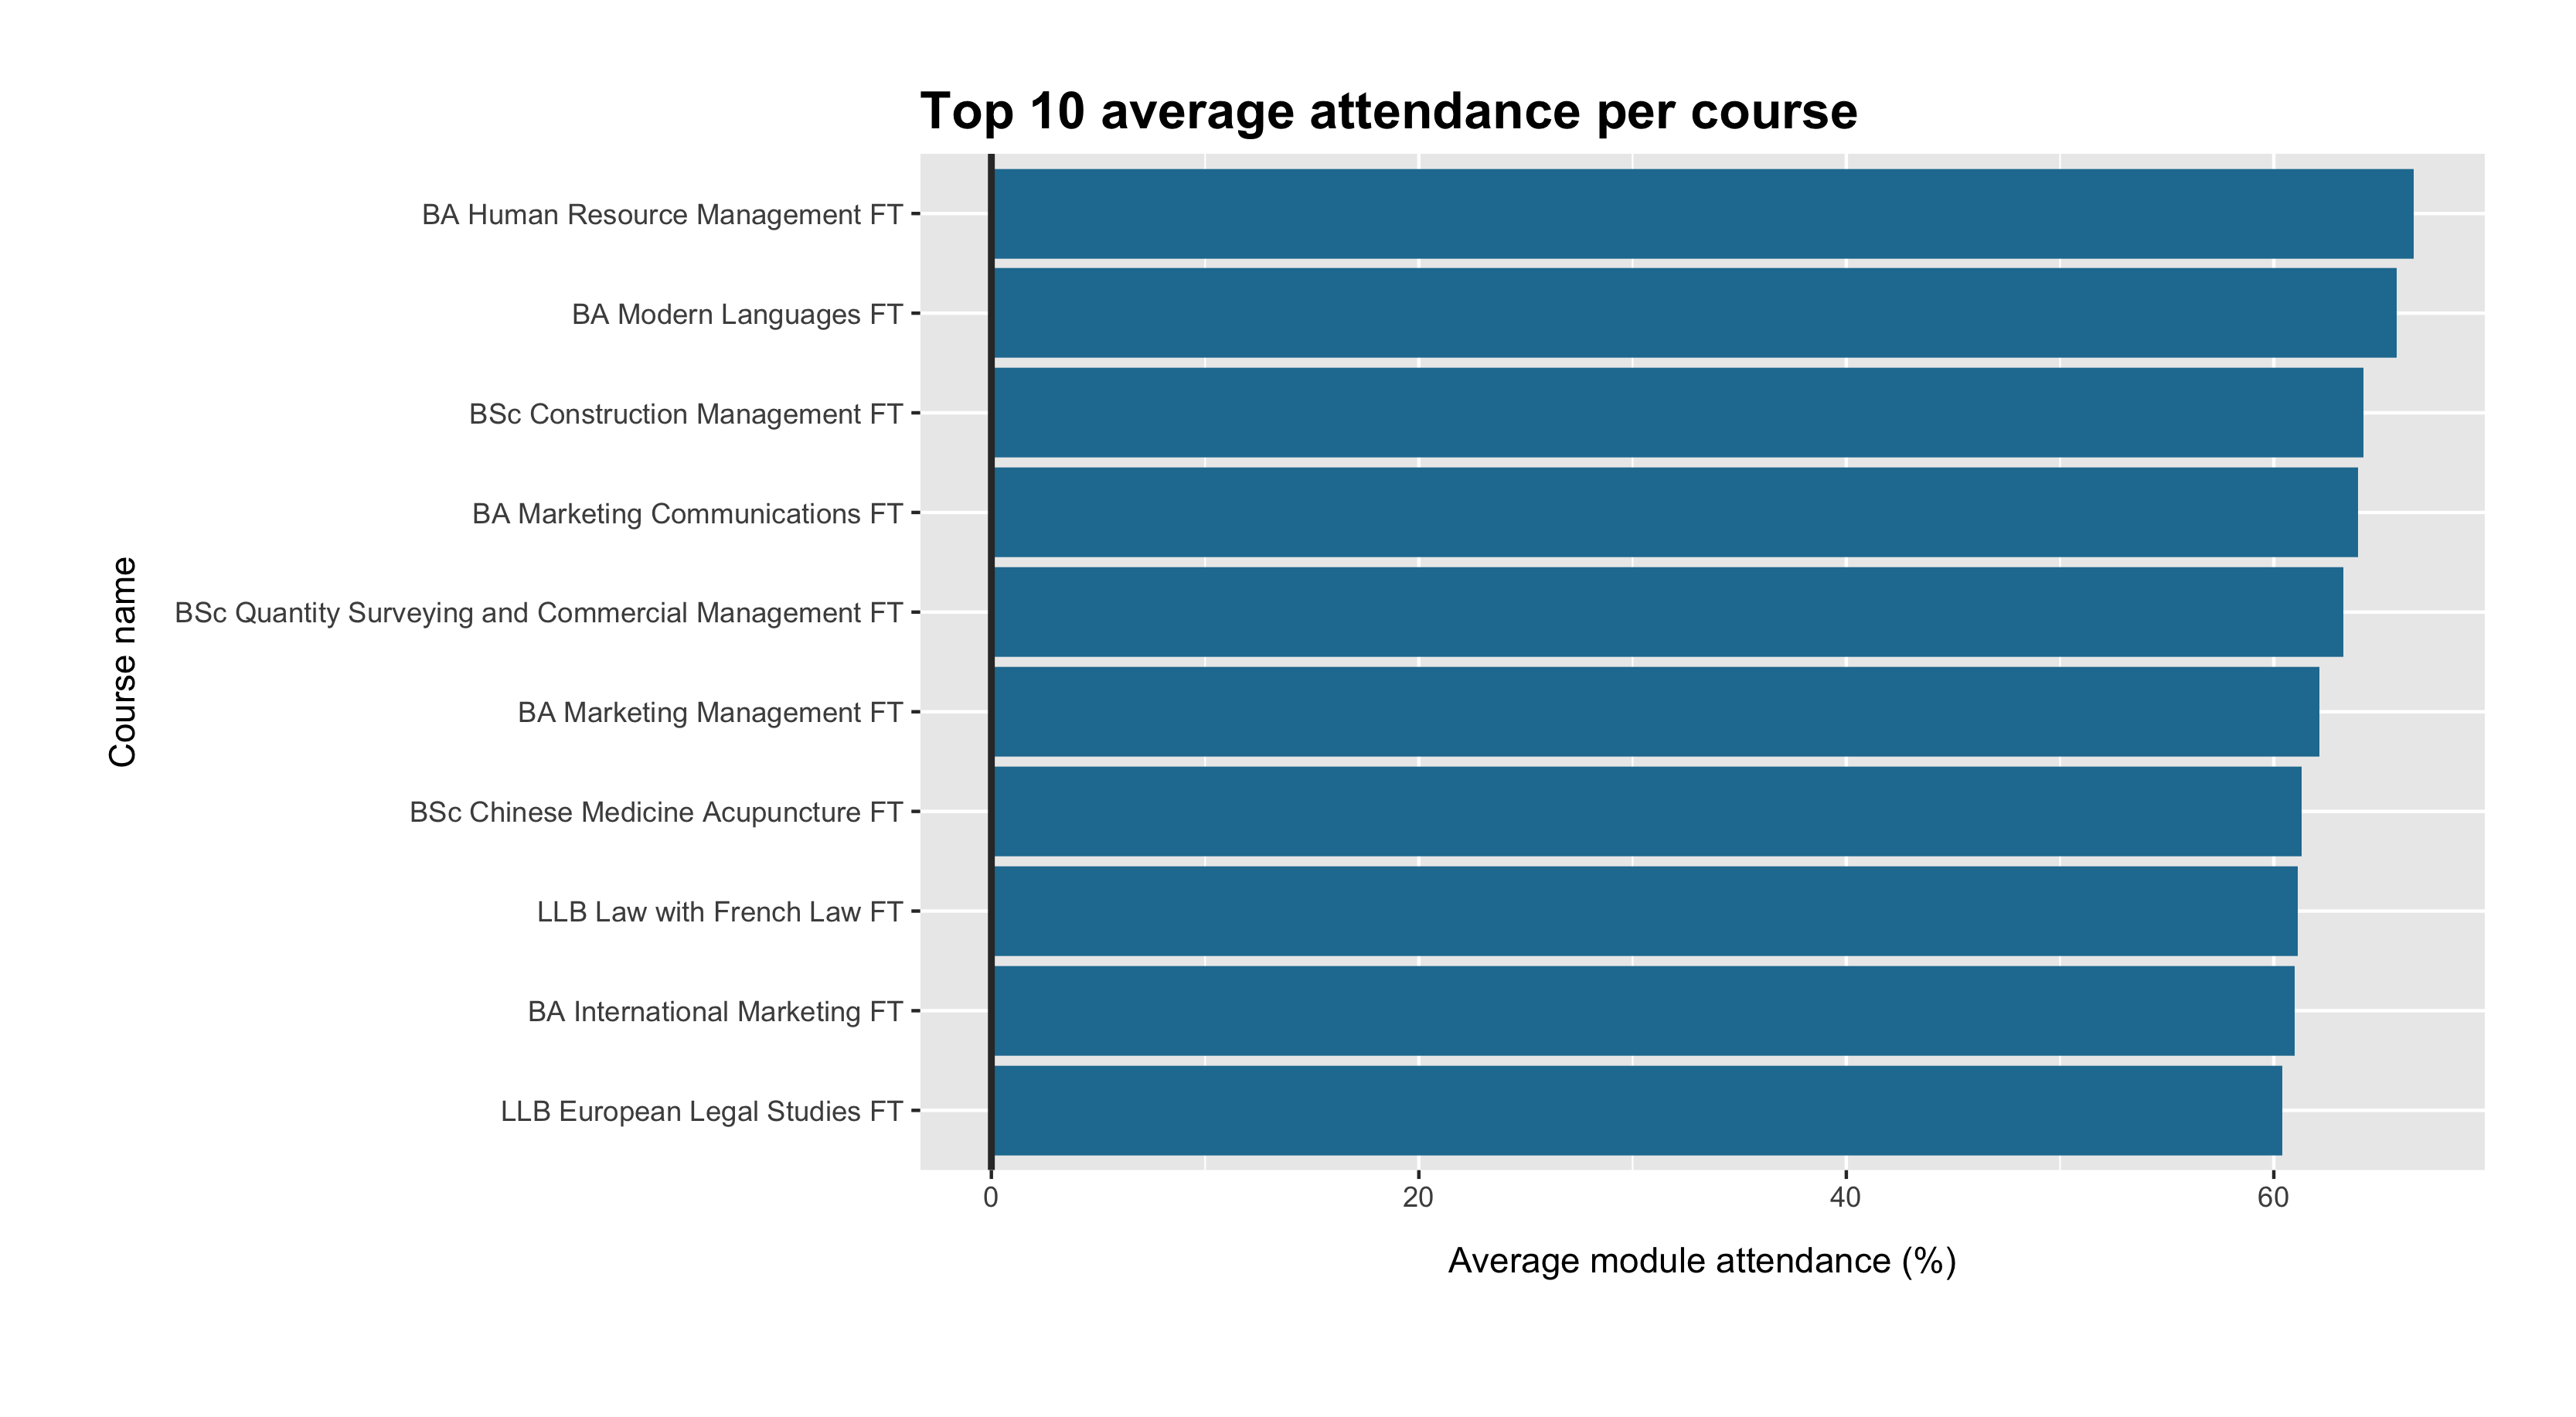 Top 10 average attendance per course
Course name
BA Human Resource Management FT
BA Modern Languages FT
BSc Construction Management FT
BA Marketing Communications FT
BSc Quantity Surveying and Commercial Management FT
BA Marketing Management FT
BSc Chinese Medicine Acupuncture FT
LLB Law with French Law FT
BA International Marketing FT
LLB European Legal Studies FT
0 20 40 60
Average module attendance (%)